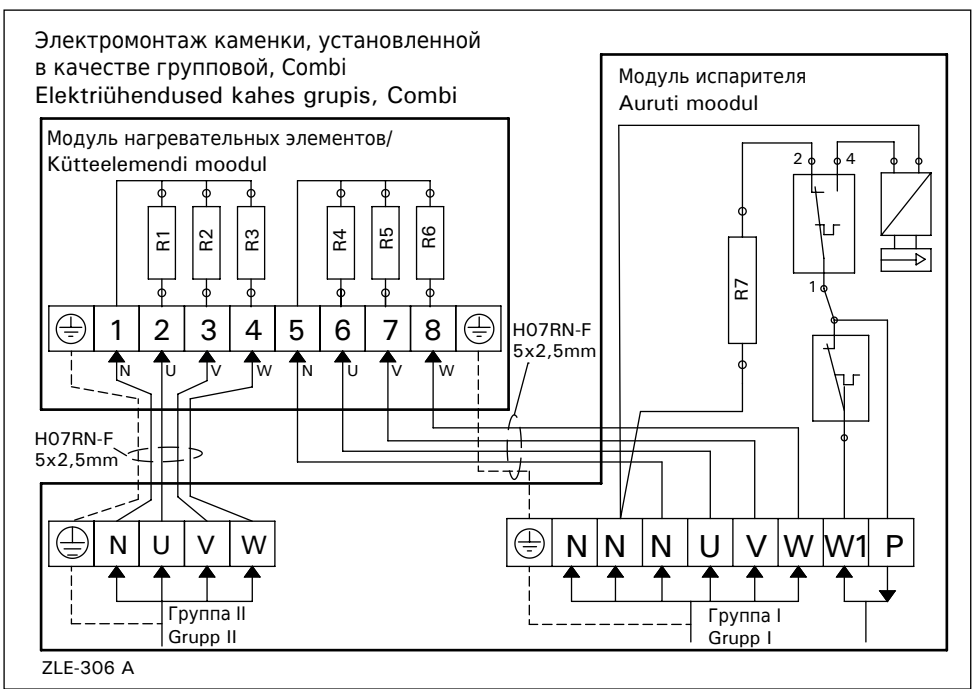 Электромонтаж каменки, установленной
в качестве групповой, Combi
Elektriühendused kahes grupis, Combi
Модуль испарителя
Auruti moodul
Модуль нагревательных элементов/
Kütteelemendi moodul
2 4
R1 R2 R3 R4 R5 R6
R7
1
1 2 3 4 5 6 7 8
N U V W N U V W
H07RN-F
5x2,5mm
H07RN-F
5x2,5mm
N U V W
N N N U V W W1 P
Группа II
Grupp II
Группа I
Grupp I
ZLE-306 A